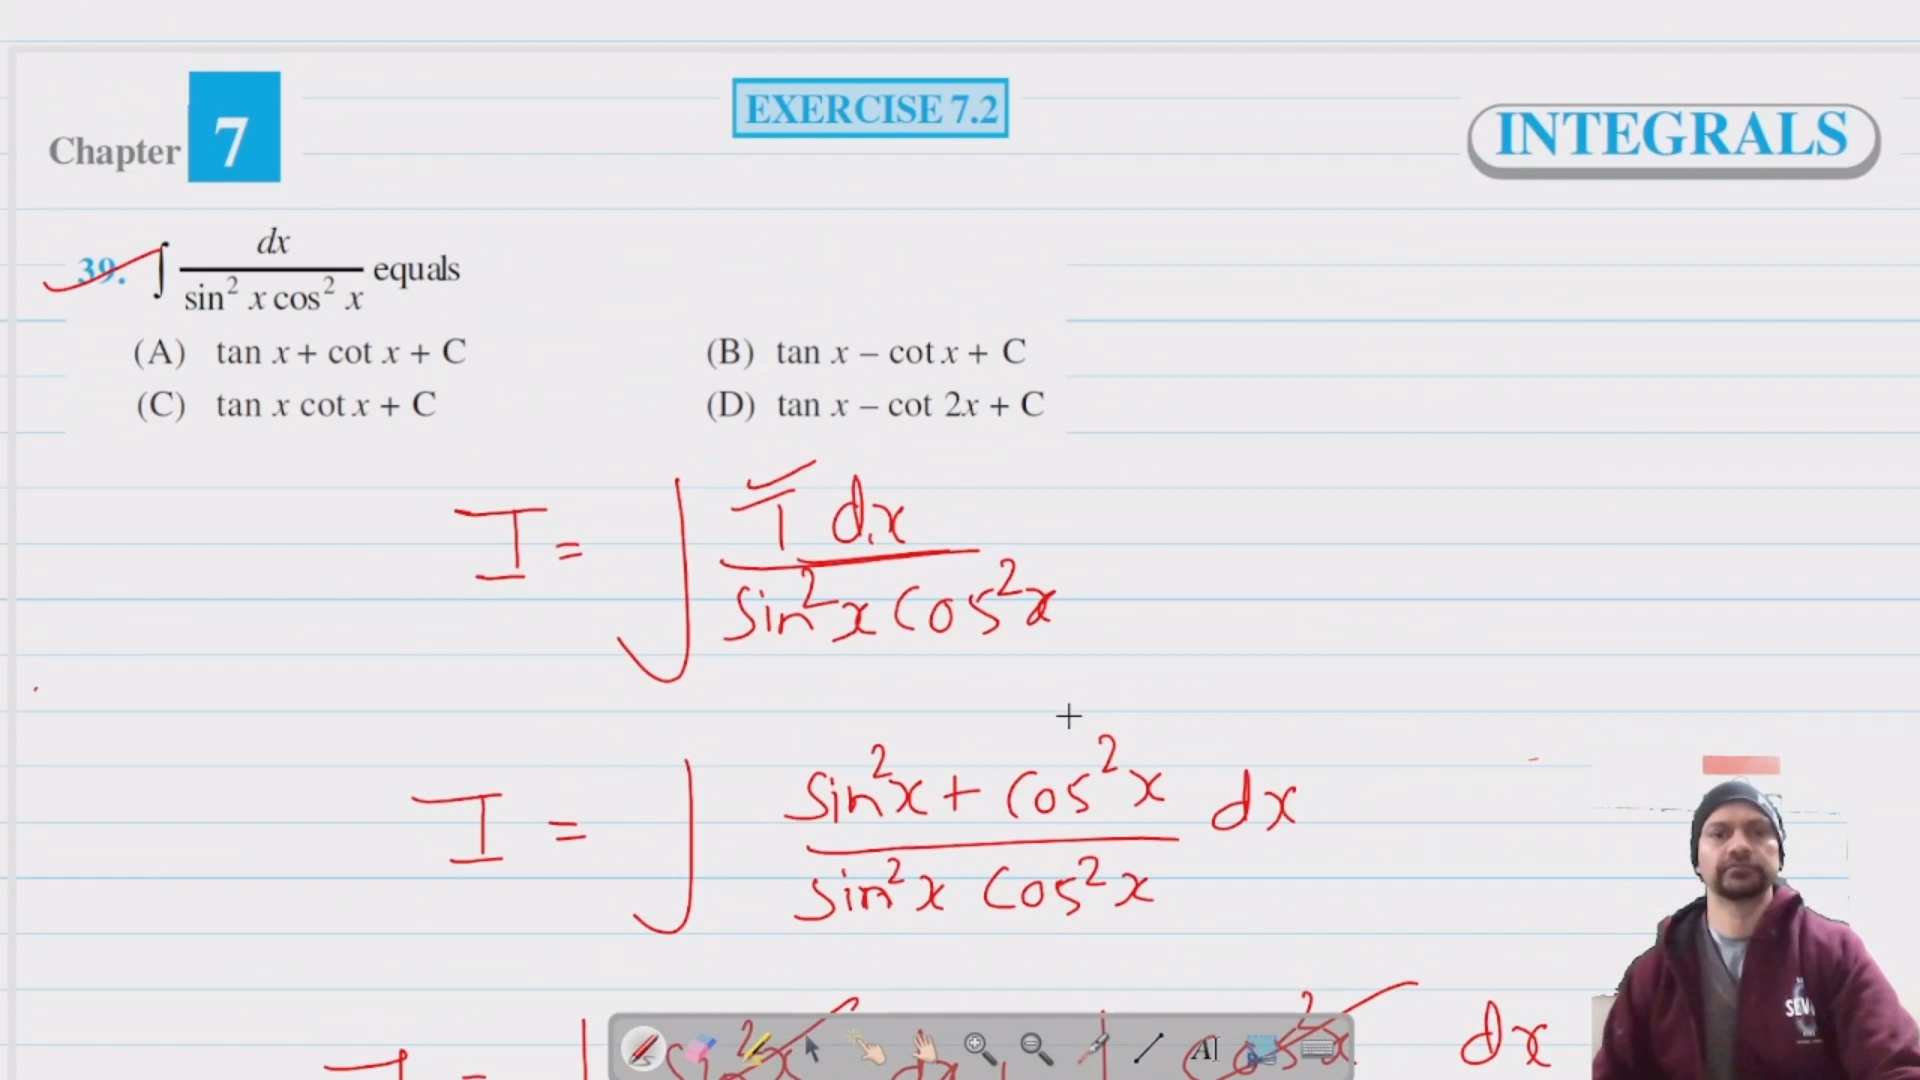 Chapter 7
EXERCISE 7.2
INTEGRALS
39. ∫ dx / sin² x cos² x equals
(A) tan x + cot x + C
(B) tan x – cot x + C
(C) tan x cot x + C
(D) tan x – cot 2x + C
I = ∫ 1 dx / sin²x cos²x
I = ∫ sin²x + cos²x / sin²x cos²x dx
dx